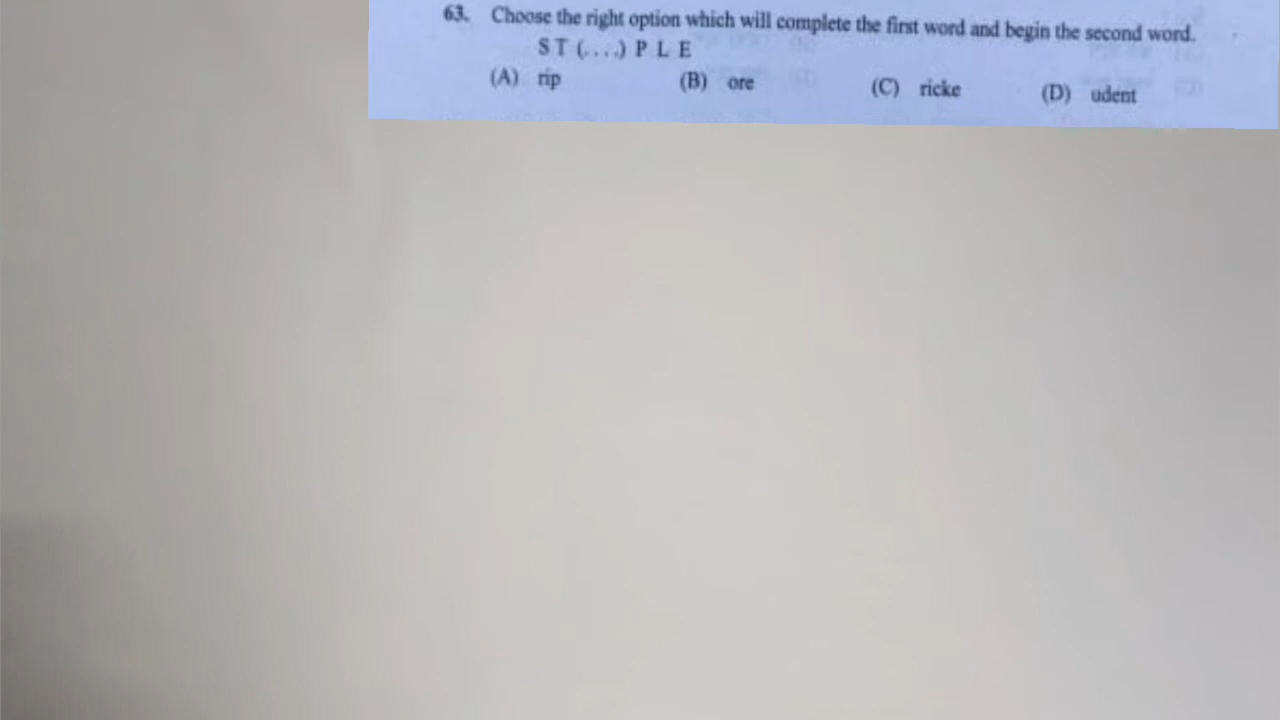 63. Choose the right option which will complete the first word and begin the second word.
S T (....) P L E
(A) rip (B) ore (C) ricke (D) udent